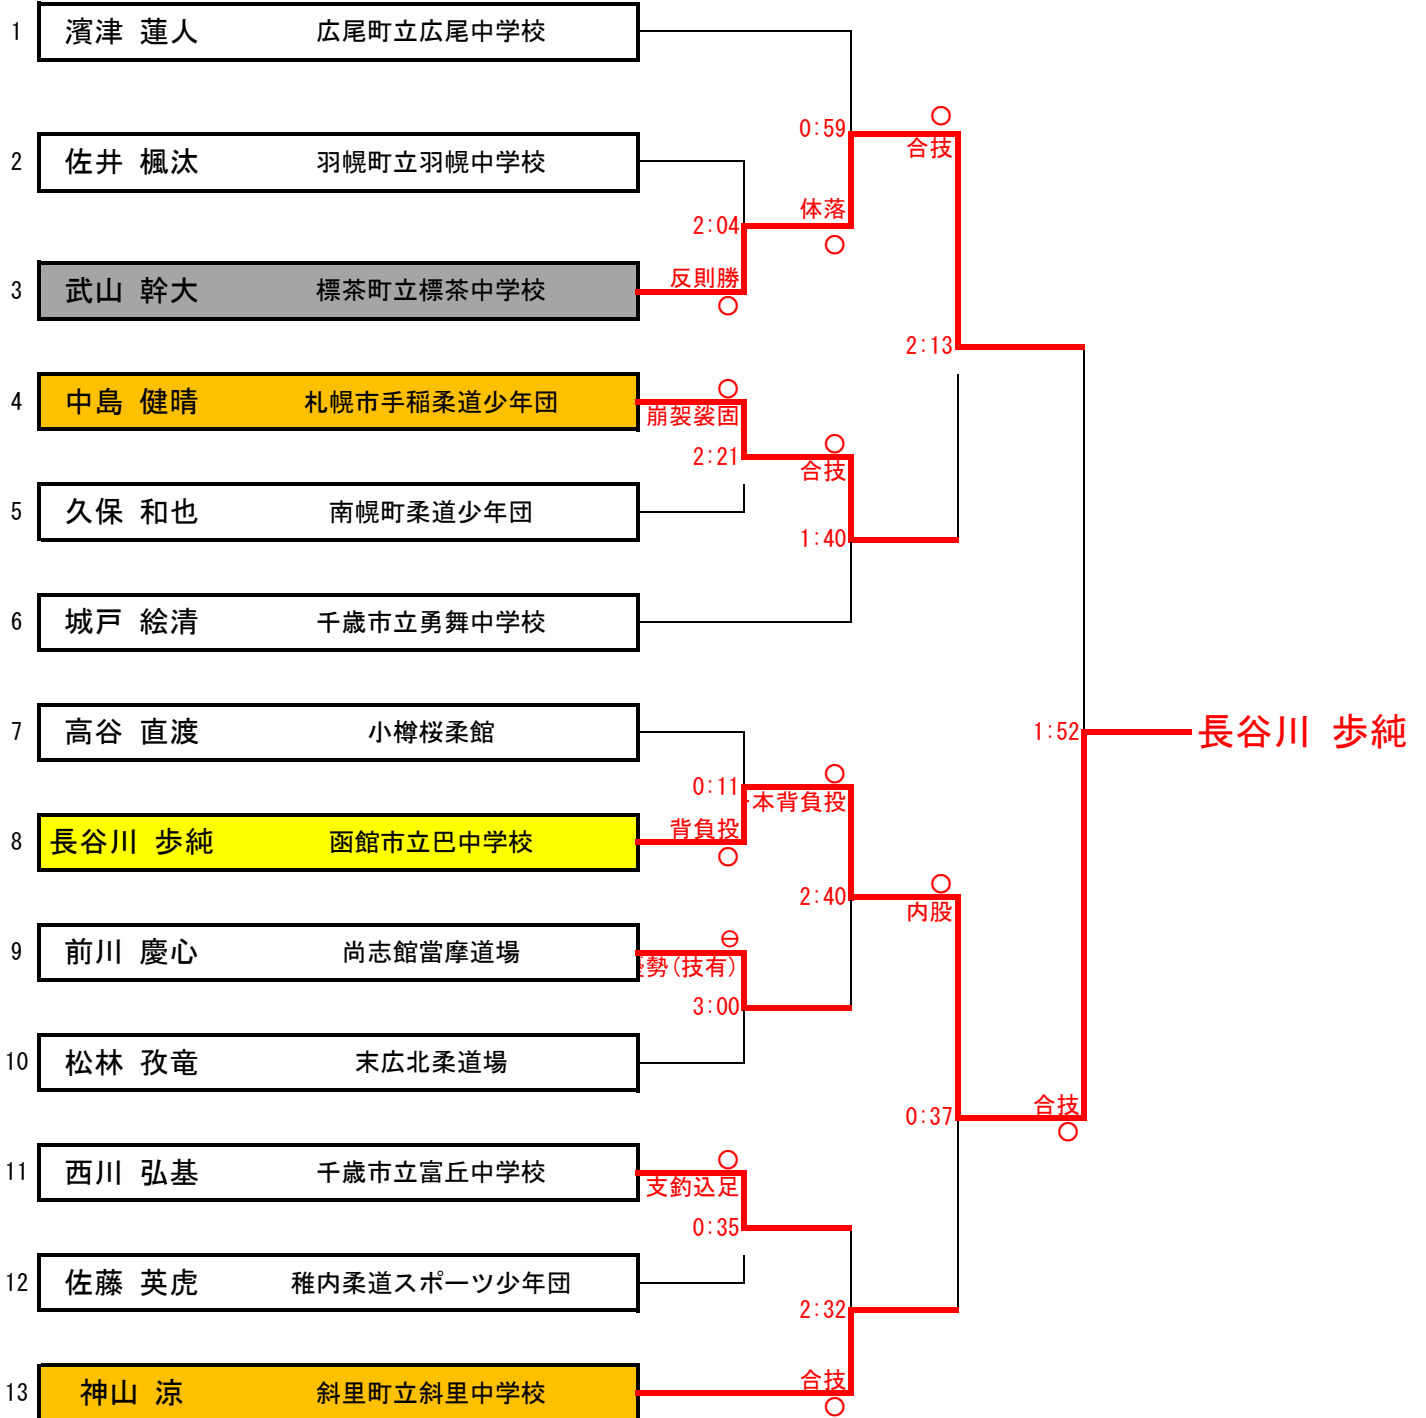 1 濱津 蓮人 広尾町立広尾中学校
0:59 ○
合技
2 佐井 楓汰 羽幌町立羽幌中学校
体落
2:04 ○
反則勝
3 武山 幹大 標茶町立標茶中学校
○
2:13
4 中島 健晴 札幌市手稲柔道少年団
○
崩袈裟固
○
2:21 合技
5 久保 和也 南幌町柔道少年団
1:40
6 城戸 絵清 千歳市立勇舞中学校
7 高谷 直渡 小樽桜柔館
1:52 長谷川 歩純
○
0:11 本背負投
背負投
8 長谷川 歩純 函館市立巴中学校
○
○
2:40 内股
9 前川 慶心 尚志館當摩道場
⊖
勢(技有)
3:00
10 松林 孜竜 末広北柔道場
合技
0:37 ○
11 西川 弘基 千歳市立富丘中学校
○
支釣込足
0:35
12 佐藤 英虎 稚内柔道スポーツ少年団
2:32
合技
13 神山 涼 斜里町立斜里中学校
○